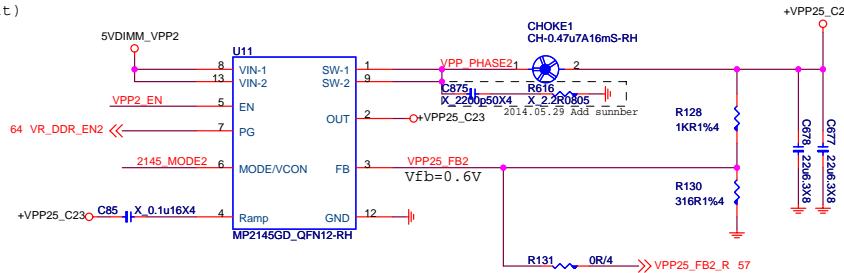 t)
+VPP25_C2
CHOKE1
CH-0.47u7A16mS-RH
5VDIMM_VPP2
U11
8 VIN-1 SW-1 1 VPP_PHASE2 1 2
13 VIN-2 SW-2 9
C875 R616
X_2200p50X4 X_2.2R0805
2014.05.29 Add sunnber
VPP2_EN 5 EN
OUT 2 +VPP25_C23
64 VR_DDR_EN2 7 PG
R128
1KR1%4
C678 22u6.3X8
C677 22u6.3X8
2145_MODE2 6 MODE/VCON FB 3 VPP25_FB2
Vfb=0.6V
R130
316R1%4
+VPP25_C23 C85 X_0.1u16X4 4 Ramp GND 12
MP2145GD_QFN12-RH
R131 0R/4 VPP25_FB2_R 57